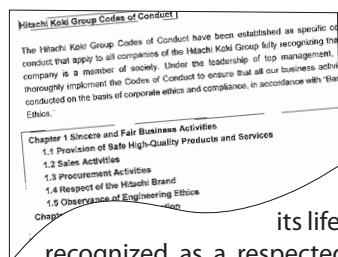 Hitachi Koki Group Codes of Conduct
The Hitachi Koki Group Codes of Conduct have been established as specific co
conduct that apply to all companies of the Hitachi Koki Group fully recognizing tha
company is a member of society. Under the leadership of top management,
thoroughly implement the Codes of Conduct to ensure that all our business activi
conducted on the basis of corporate ethics and compliance, in accordance with "Bas
Ethics."
Chapter 1 Sincere and Fair Business Activities
1.1 Provision of Safe High-Quality Products and Services
1.2 Sales Activities
1.3 Procurement Activities
1.4 Respect of the Hitachi Brand
1.5 Observance of Engineering Ethics
Chapt
its life
recognized as a respected